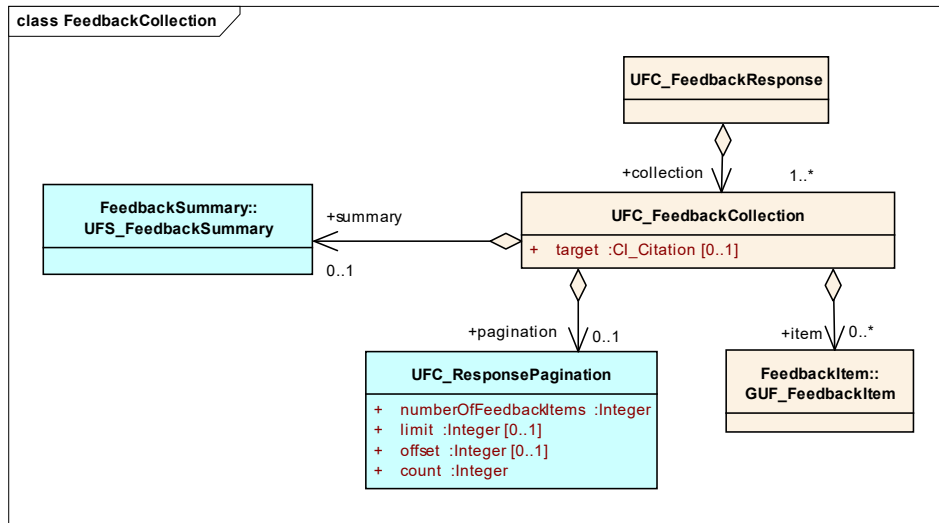 class FeedbackCollection
UFC_FeedbackResponse
+collection
1..*
FeedbackSummary::
UFS_FeedbackSummary
+summary
0..1
UFC_FeedbackCollection
+ target :CI_Citation [0..1]
+pagination
0..1
+item
0..*
UFC_ResponsePagination
+ numberOfFeedbackItems :Integer
+ limit :Integer [0..1]
+ offset :Integer [0..1]
+ count :Integer
FeedbackItem::
GUF_FeedbackItem